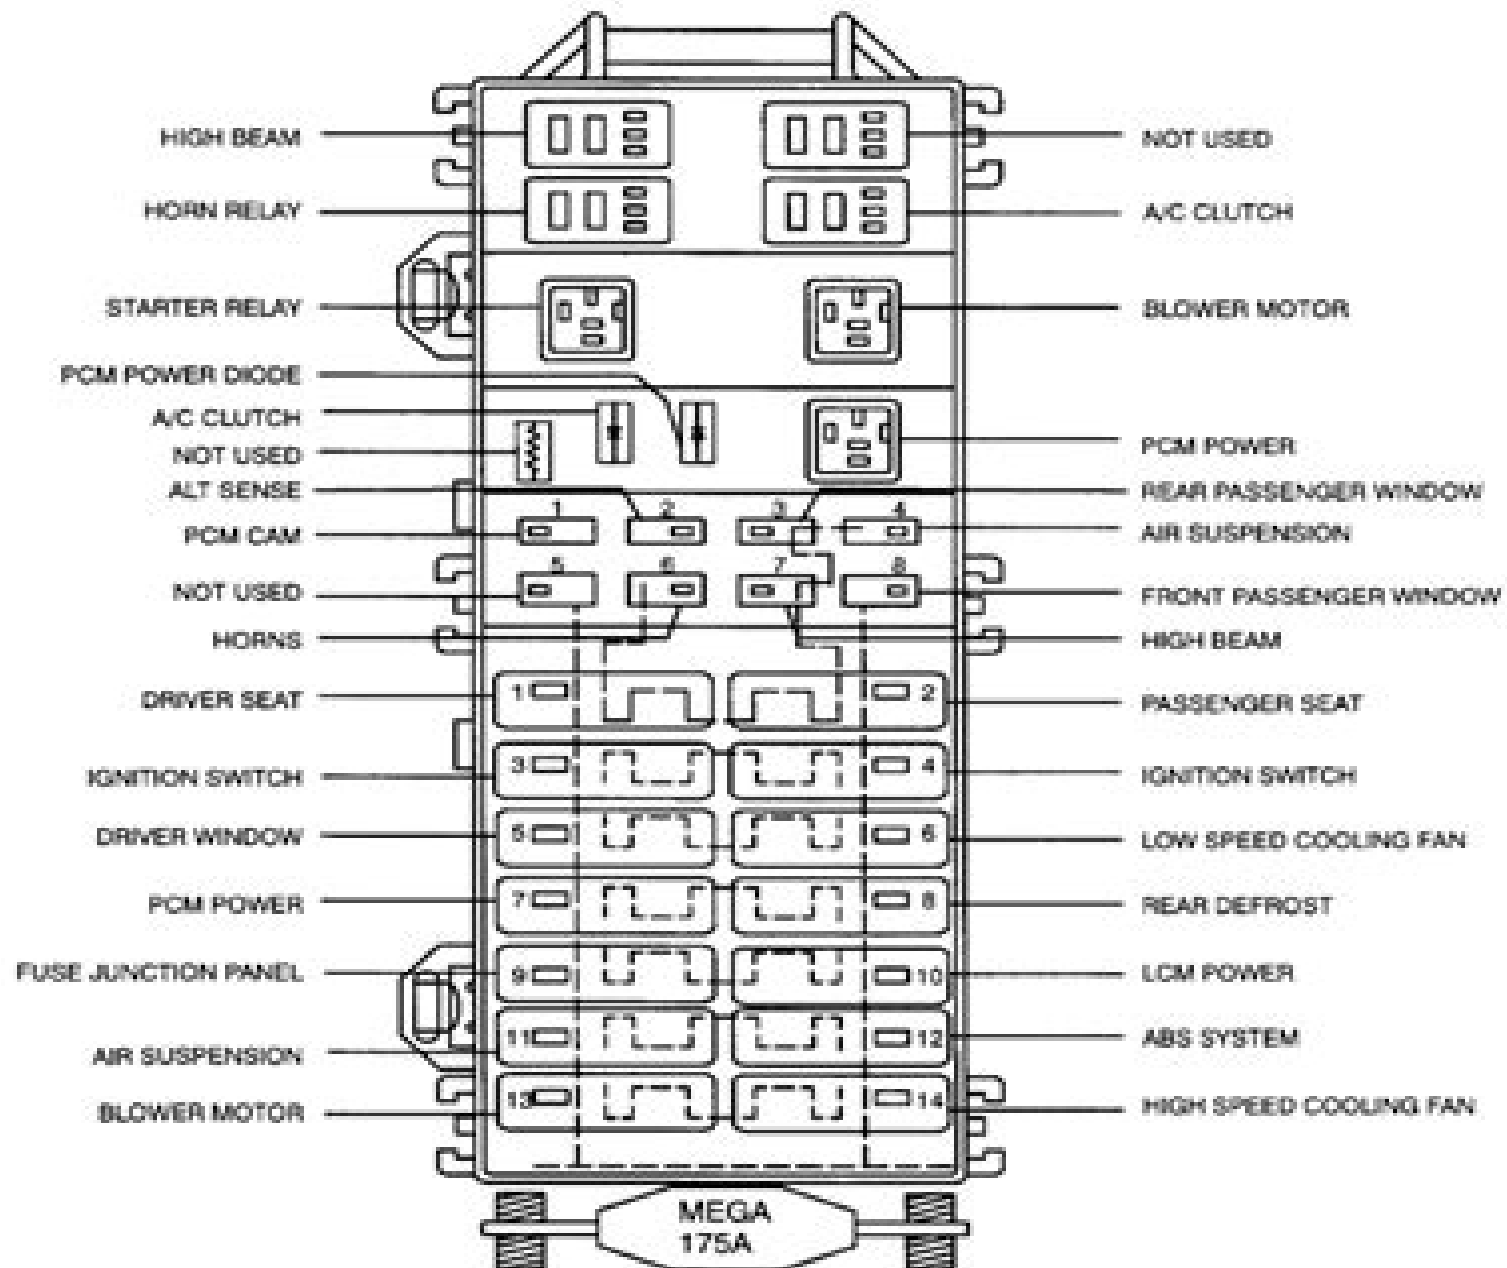 HIGH BEAM
NOT USED
HORN RELAY
A/C CLUTCH
STARTER RELAY
BLOWER MOTOR
PCM POWER DIODE
A/C CLUTCH
NOT USED
PCM POWER
ALT SENSE
REAR PASSENGER WINDOW
1 2 3 4
PCM CAM
AIR SUSPENSION
5 6 7 8
NOT USED
FRONT PASSENGER WINDOW
HORNS
HIGH BEAM
DRIVER SEAT
1 2
PASSENGER SEAT
IGNITION SWITCH
3 4
IGNITION SWITCH
DRIVER WINDOW
5 6
LOW SPEED COOLING FAN
PCM POWER
7 8
REAR DEFROST
FUSE JUNCTION PANEL
9 10
LCM POWER
AIR SUSPENSION
11 12
ABS SYSTEM
BLOWER MOTOR
13 14
HIGH SPEED COOLING FAN
MEGA
175A